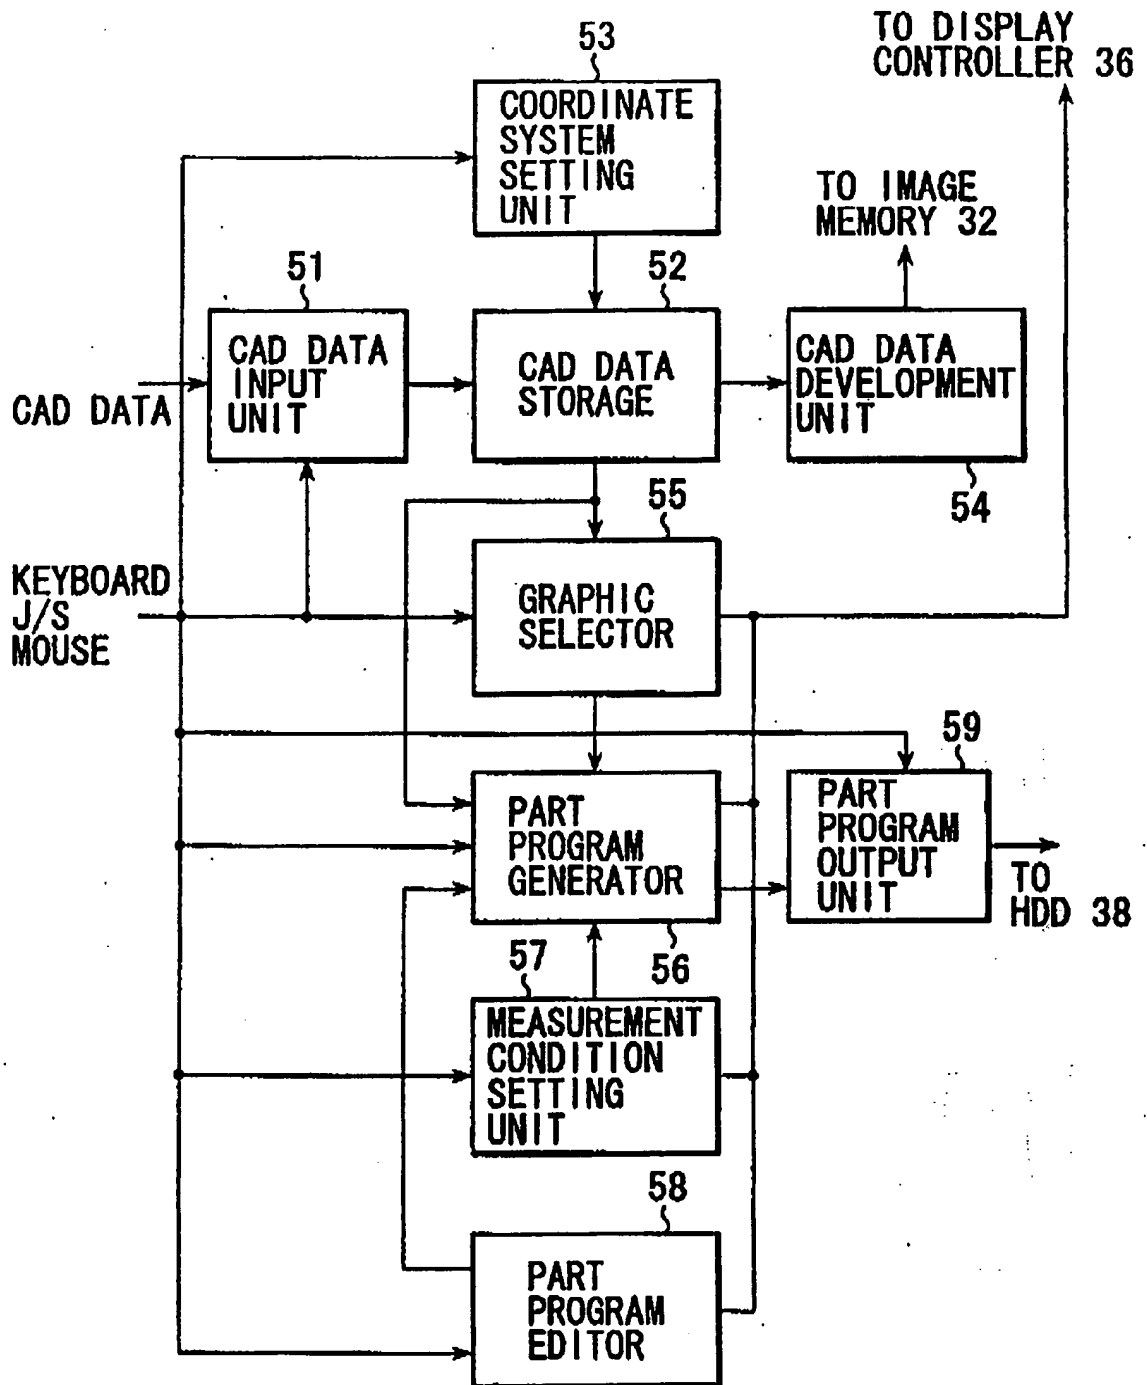 TO DISPLAY
CONTROLLER 36
53
COORDINATE
SYSTEM
SETTING
UNIT
TO IMAGE
MEMORY 32
51
CAD DATA
INPUT
UNIT
52
CAD DATA
STORAGE
CAD DATA
DEVELOPMENT
UNIT
54
CAD DATA
KEYBOARD
J/S
MOUSE
55
GRAPHIC
SELECTOR
PART
PROGRAM
GENERATOR
56
59
PART
PROGRAM
OUTPUT
UNIT
TO
HDD 38
57
MEASUREMENT
CONDITION
SETTING
UNIT
58
PART
PROGRAM
EDITOR